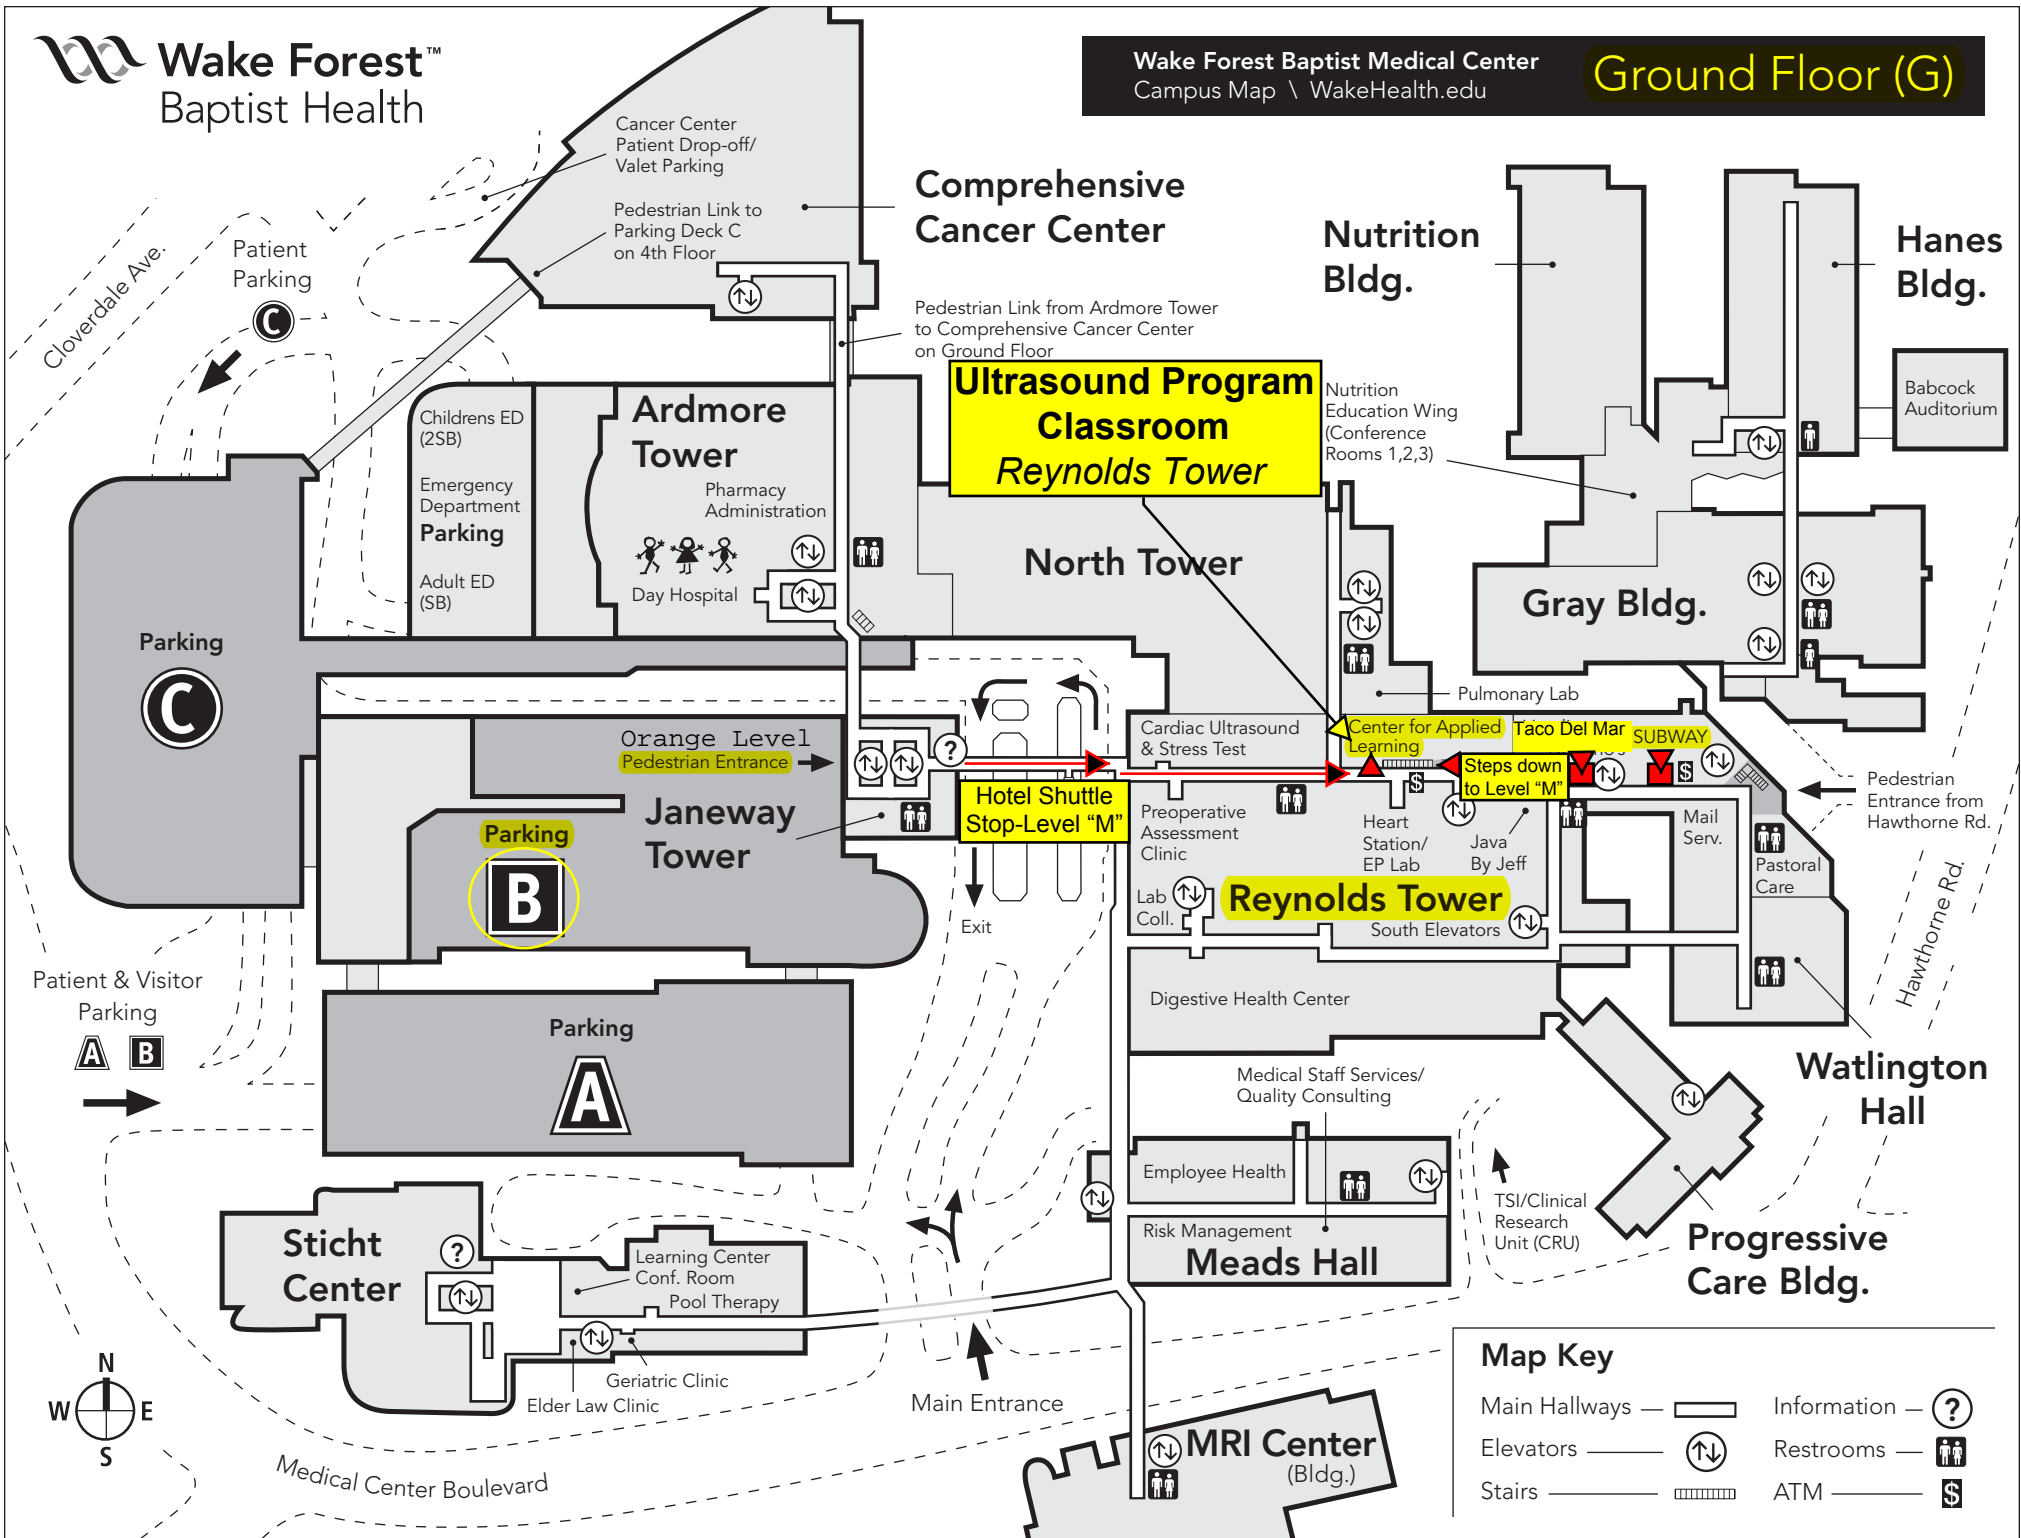 Wake Forest™
Baptist Health
Wake Forest Baptist Medical Center
Campus Map \ WakeHealth.edu
Ground Floor (G)
Cancer Center
Patient Drop-off/
Valet Parking
Pedestrian Link to
Parking Deck C
on 4th Floor
Comprehensive
Cancer Center
Nutrition
Bldg.
Hanes
Bldg.
Cloverdale Ave.
Patient
Parking
C
Pedestrian Link from Ardmore Tower
to Comprehensive Cancer Center
on Ground Floor
Ultrasound Program
Classroom
Reynolds Tower
Nutrition
Education Wing
(Conference
Rooms 1,2,3)
Babcock
Auditorium
Childrens ED
(2SB)
Emergency
Department
Parking
Adult ED
(SB)
Ardmore
Tower
Pharmacy
Administration
Day Hospital
North Tower
Gray Bldg.
Parking
C
Pulmonary Lab
Orange Level
Pedestrian Entrance
?
Cardiac Ultrasound
& Stress Test
Center for Applied
Learning
Taco Del Mar
SUBWAY
Steps down
to Level “M”
$
$
Hotel Shuttle
Stop-Level “M”
Janeway
Tower
Parking
B
Preoperative
Assessment
Clinic
Heart
Station/
EP Lab
Java
By Jeff
Mail
Serv.
Pedestrian
Entrance from
Hawthorne Rd.
Pastoral
Care
Lab
Coll.
Reynolds Tower
South Elevators
Exit
Hawthorne Rd.
Patient & Visitor
Parking
A B
Parking
A
Digestive Health Center
Watlington
Hall
Medical Staff Services/
Quality Consulting
Employee Health
Risk Management
Meads Hall
TSI/Clinical
Research
Unit (CRU)
Progressive
Care Bldg.
Sticht
Center
?
Learning Center
Conf. Room
Pool Therapy
Geriatric Clinic
Elder Law Clinic
Main Entrance
N
W E
S
Medical Center Boulevard
MRI Center
(Bldg.)
Map Key
Main Hallways
Information
?
Elevators
Restrooms
Stairs
ATM
$